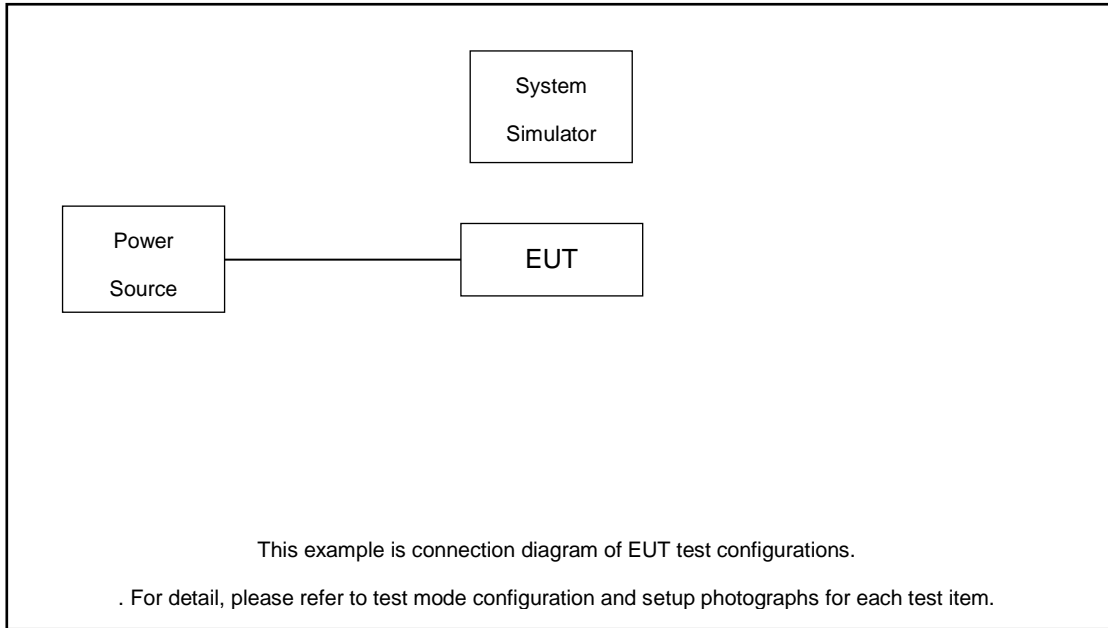 System
Simulator
Power
Source
EUT
This example is connection diagram of EUT test configurations.
. For detail, please refer to test mode configuration and setup photographs for each test item.